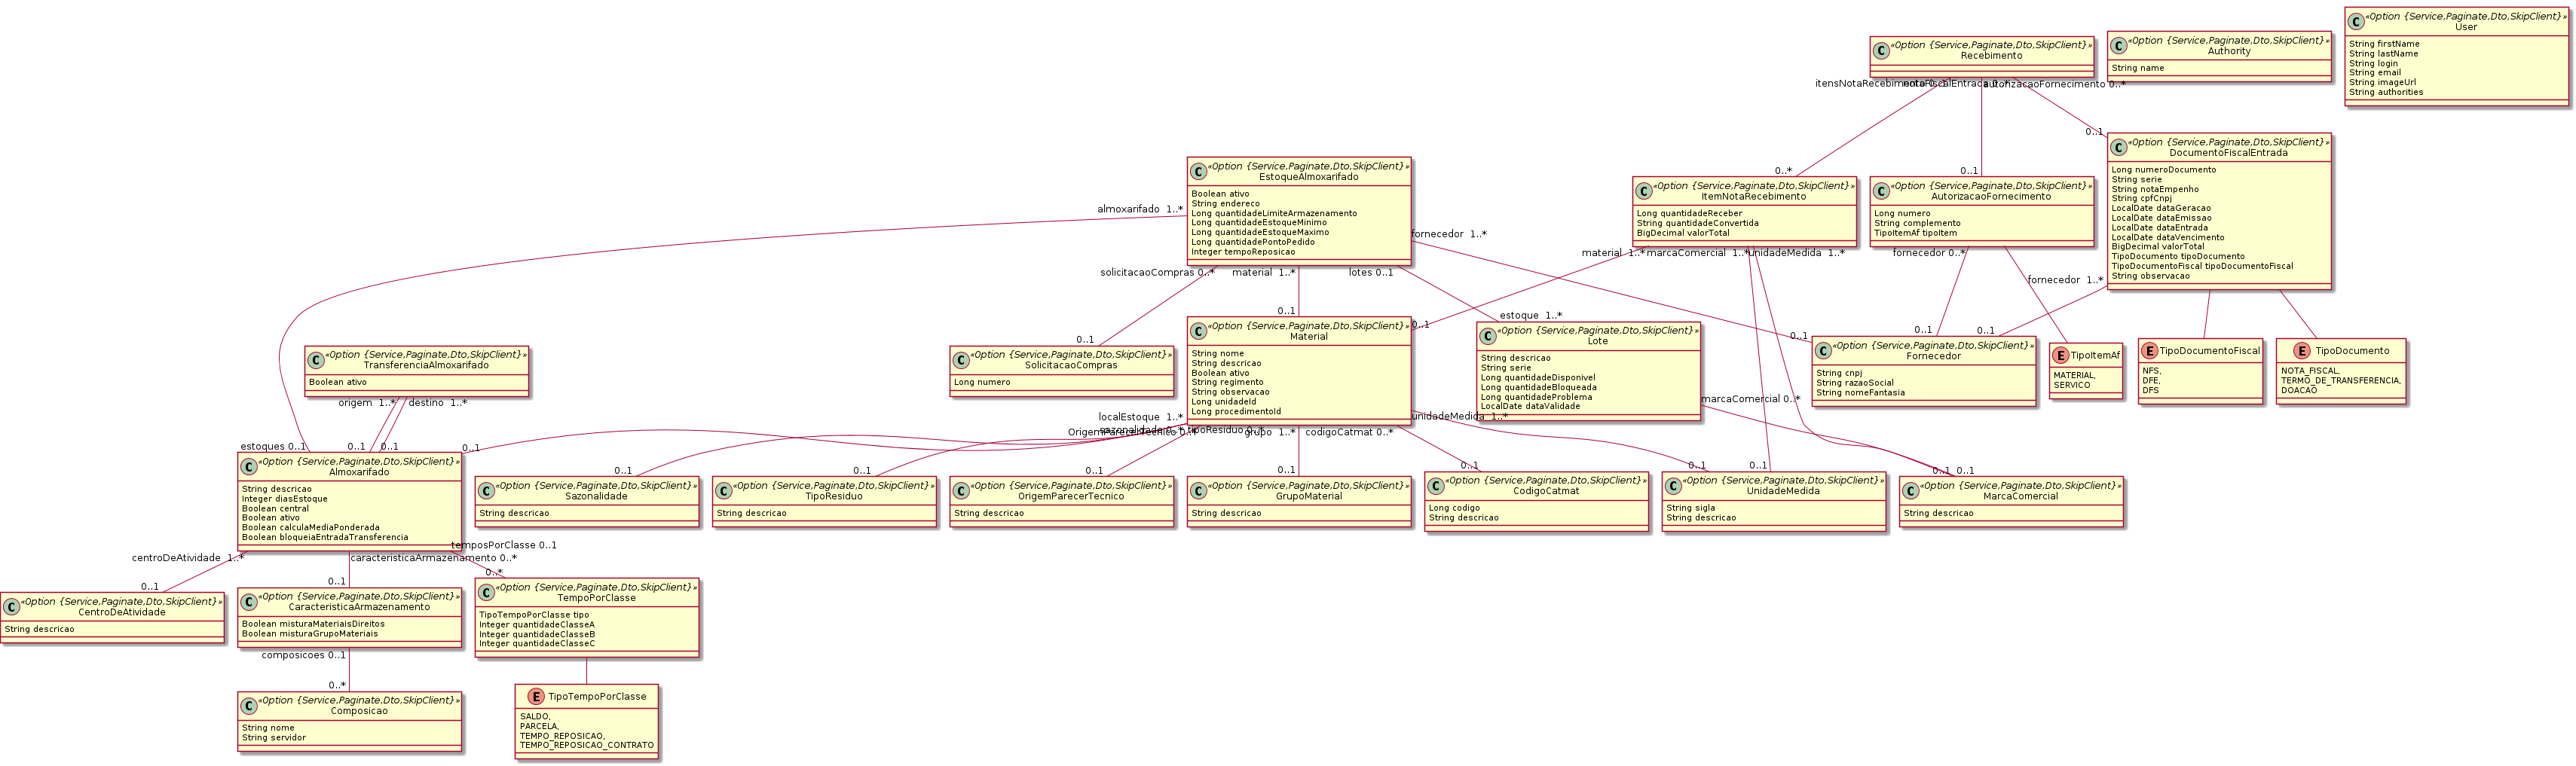 «Option {Service,Paginate,Dto,SkipClient}»
User
String firstName
String lastName
String login
String email
String imageUrl
String authorities
«Option {Service,Paginate,Dto,SkipClient}»
Authority
String name
«Option {Service,Paginate,Dto,SkipClient}»
Recebimento
autorizacaoFornecimento 0..*
0..1
0..*
0..1
«Option {Service,Paginate,Dto,SkipClient}»
DocumentoFiscalEntrada
Long numeroDocumento
String serie
String notaEmpenho
String cpfCnpj
LocalDate dataGeracao
LocalDate dataEmissao
LocalDate dataEntrada
LocalDate dataVencimento
BigDecimal valorTotal
TipoDocumento tipoDocumento
TipoDocumentoFiscal tipoDocumentoFiscal
String observacao
«Option {Service,Paginate,Dto,SkipClient}»
EstoqueAlmoxarifado
Boolean ativo
String endereco
Long quantidadeLimiteArmazenamento
Long quantidadeEstoqueMinimo
Long quantidadeEstoqueMaximo
Long quantidadePontoPedido
Integer tempoReposicao
«Option {Service,Paginate,Dto,SkipClient}»
ItemNotaRecebimento
Long quantidadeReceber
String quantidadeConvertida
BigDecimal valorTotal
«Option {Service,Paginate,Dto,SkipClient}»
AutorizacaoFornecimento
Long numero
String complemento
TipoItemAf tipoItem
almoxarifado 1..*
fornecedor 1..*
solicitacaoCompras 0..*
material 1..*
lotes 0..1
material 1..*
marcaComercial 1..*
unidadeMedida 1..*
fornecedor 0..*
fornecedor 1..*
0..1
0..1
0..1
estoque 1..*
0..1
0..1
0..1
«Option {Service,Paginate,Dto,SkipClient}»
TransferenciaAlmoxarifado
Boolean ativo
«Option {Service,Paginate,Dto,SkipClient}»
SolicitacaoCompras
Long numero
«Option {Service,Paginate,Dto,SkipClient}»
Material
String nome
String descricao
Boolean ativo
String regimento
String observacao
Long unidadeId
Long procedimentoId
«Option {Service,Paginate,Dto,SkipClient}»
Lote
String descricao
String serie
Long quantidadeDisponivel
Long quantidadeBloqueada
Long quantidadeProblema
LocalDate dataValidade
«Option {Service,Paginate,Dto,SkipClient}»
Fornecedor
String cnpj
String razaoSocial
String nomeFantasia
TipoItemAf
MATERIAL,
SERVICO
TipoDocumentoFiscal
NFS,
DFE,
DFS
TipoDocumento
NOTA_FISCAL,
TERMO_DE_TRANSFERENCIA,
DOACAO
origem 1..*
destino 1..*
localEstoque 1..*
grupo 1..*
codigoCatmat 0..*
unidadeMedida 1..*
marcaComercial 0..*
estoques 0..1
0..1
0..1
0..1
0..1
0..1
0..1
0..1
0..1
0..1
0..1
0..1
0..1
«Option {Service,Paginate,Dto,SkipClient}»
Almoxarifado
String descricao
Integer diasEstoque
Boolean central
Boolean ativo
Boolean calculaMediaPonderada
Boolean bloqueiaEntradaTransferencia
«Option {Service,Paginate,Dto,SkipClient}»
Sazonalidade
String descricao
«Option {Service,Paginate,Dto,SkipClient}»
TipoResiduo
String descricao
«Option {Service,Paginate,Dto,SkipClient}»
OrigemParecerTecnico
String descricao
«Option {Service,Paginate,Dto,SkipClient}»
GrupoMaterial
String descricao
«Option {Service,Paginate,Dto,SkipClient}»
CodigoCatmat
Long codigo
String descricao
«Option {Service,Paginate,Dto,SkipClient}»
UnidadeMedida
String sigla
String descricao
«Option {Service,Paginate,Dto,SkipClient}»
MarcaComercial
String descricao
centroDeAtividade 1..*
caracteristicaArmazenamento 0..*
temposPorClasse 0..1
0..1
0..1
0..*
«Option {Service,Paginate,Dto,SkipClient}»
CentroDeAtividade
String descricao
«Option {Service,Paginate,Dto,SkipClient}»
CaracteristicaArmazenamento
Boolean misturaMateriaisDireitos
Boolean misturaGrupoMateriais
«Option {Service,Paginate,Dto,SkipClient}»
TempoPorClasse
TipoTempoPorClasse tipo
Integer quantidadeClasseA
Integer quantidadeClasseB
Integer quantidadeClasseC
composicoes 0..1
0..*
«Option {Service,Paginate,Dto,SkipClient}»
Composicao
String nome
String servidor
TipoTempoPorClasse
SALDO,
PARCELA,
TEMPO_REPOSICAO,
TEMPO_REPOSICAO_CONTRATO